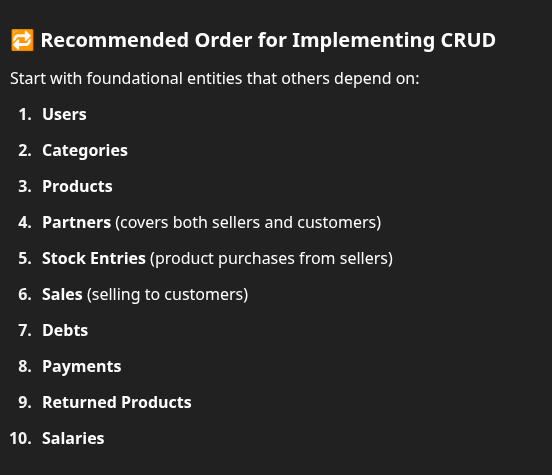 🔁 Recommended Order for Implementing CRUD
Start with foundational entities that others depend on:
1. Users
2. Categories
3. Products
4. Partners (covers both sellers and customers)
5. Stock Entries (product purchases from sellers)
6. Sales (selling to customers)
7. Debts
8. Payments
9. Returned Products
10. Salaries